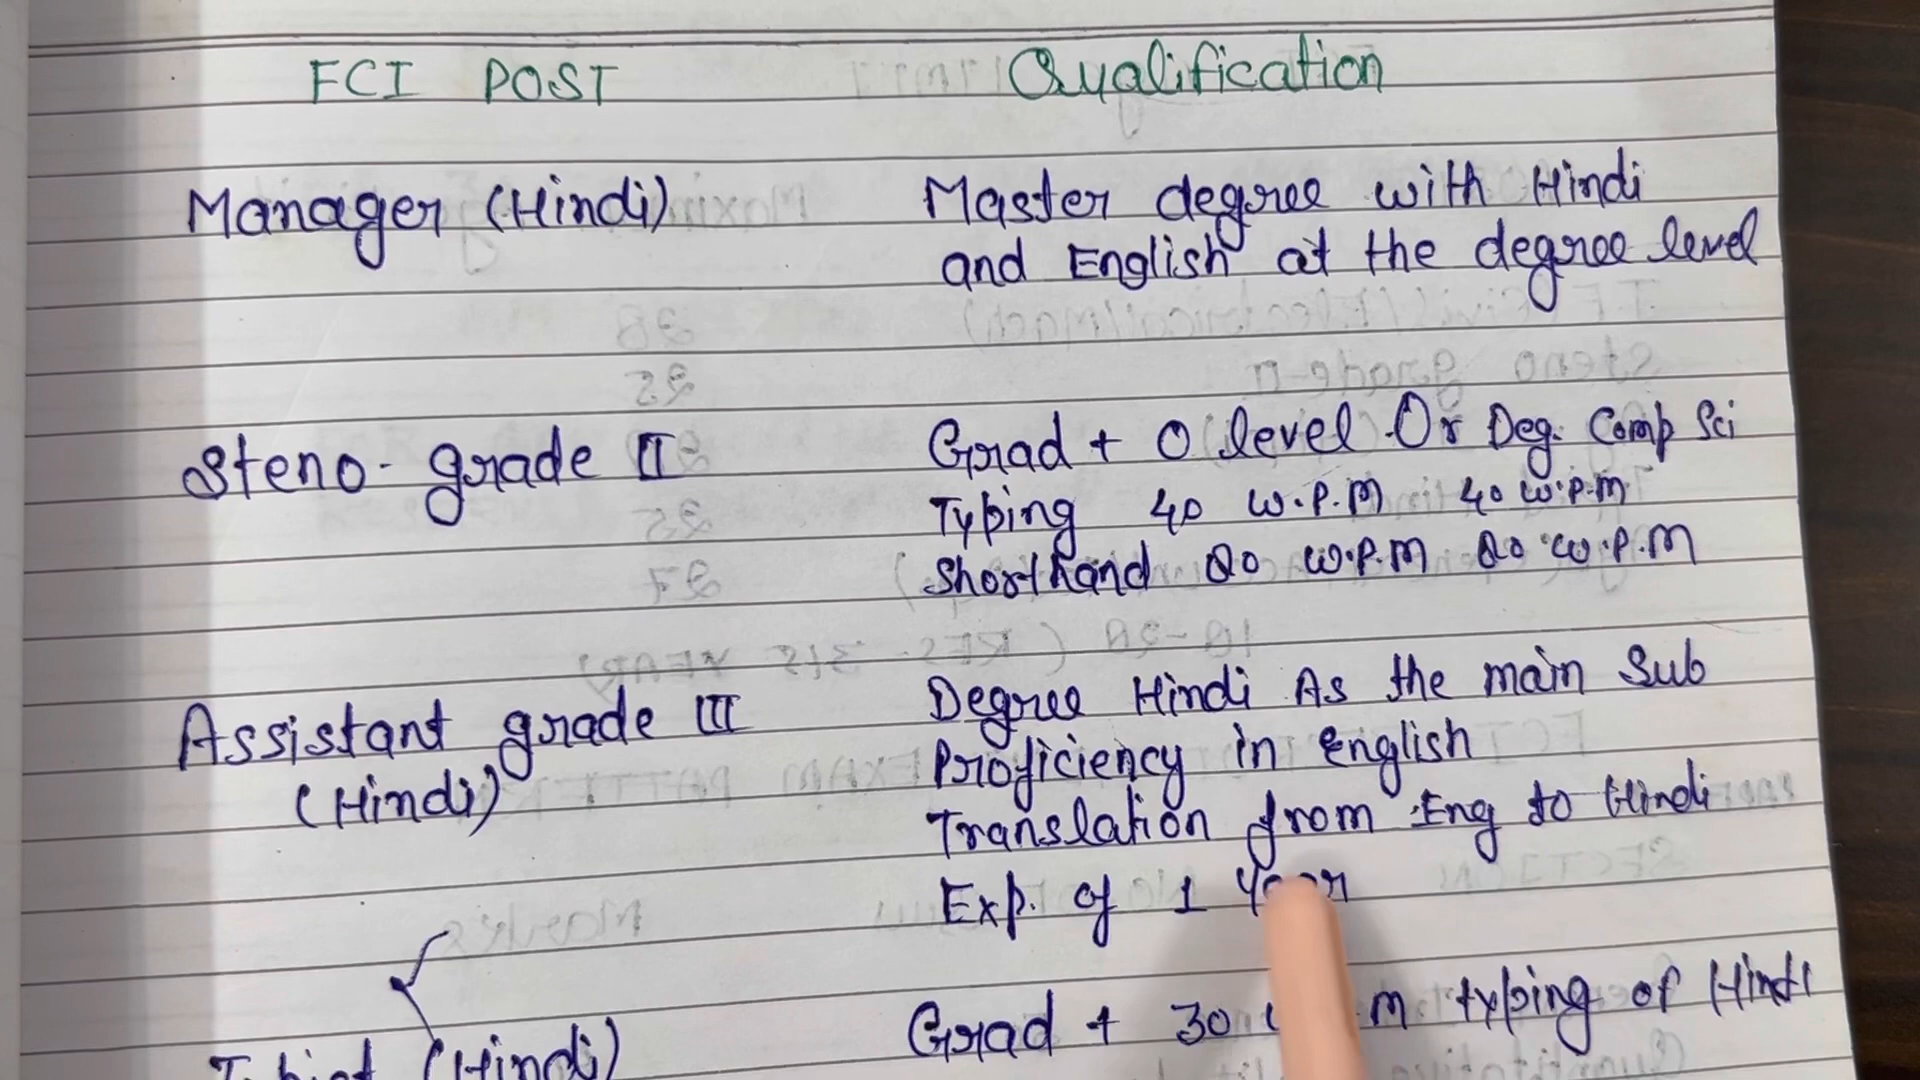 FCI POST Qualification
Manager (Hindi) Master degree with Hindi
and English at the degree level
Steno-grade II Grad + O level Or Deg. Comp Sci
Typing 40 W.P.M 40 W.P.M
Shorthand 80 W.P.M 80 W.P.M
Assistant grade III Degree Hindi As the main Sub
(Hindi) Proficiency in English
Translation from Eng to Hindi
Exp. of 1 Year
Grad + 30 m typing of Hindi
(Hindi)